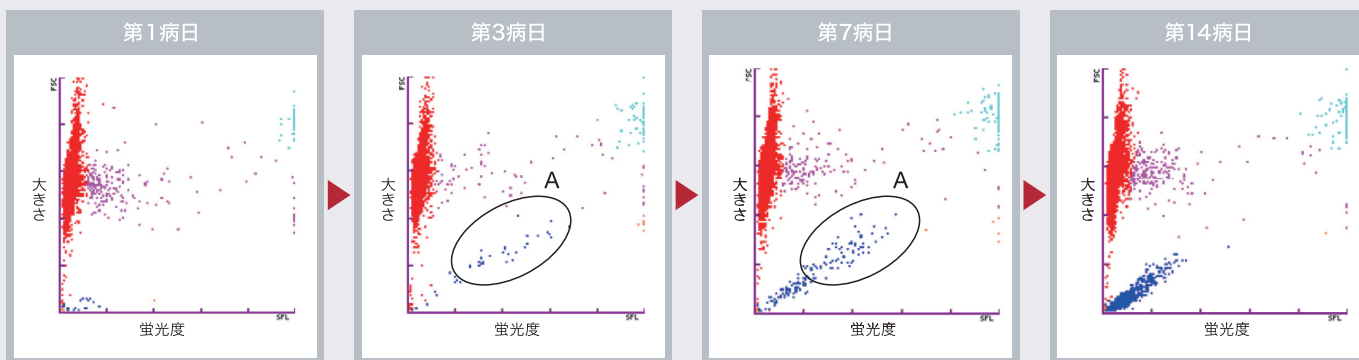 第1病日
FSC
大きさ
SFL
蛍光度
第3病日
FSC
大きさ
A
SFL
蛍光度
第7病日
FSC
大きさ
A
SFL
蛍光度
第14病日
FSC
大きさ
SFL
蛍光度